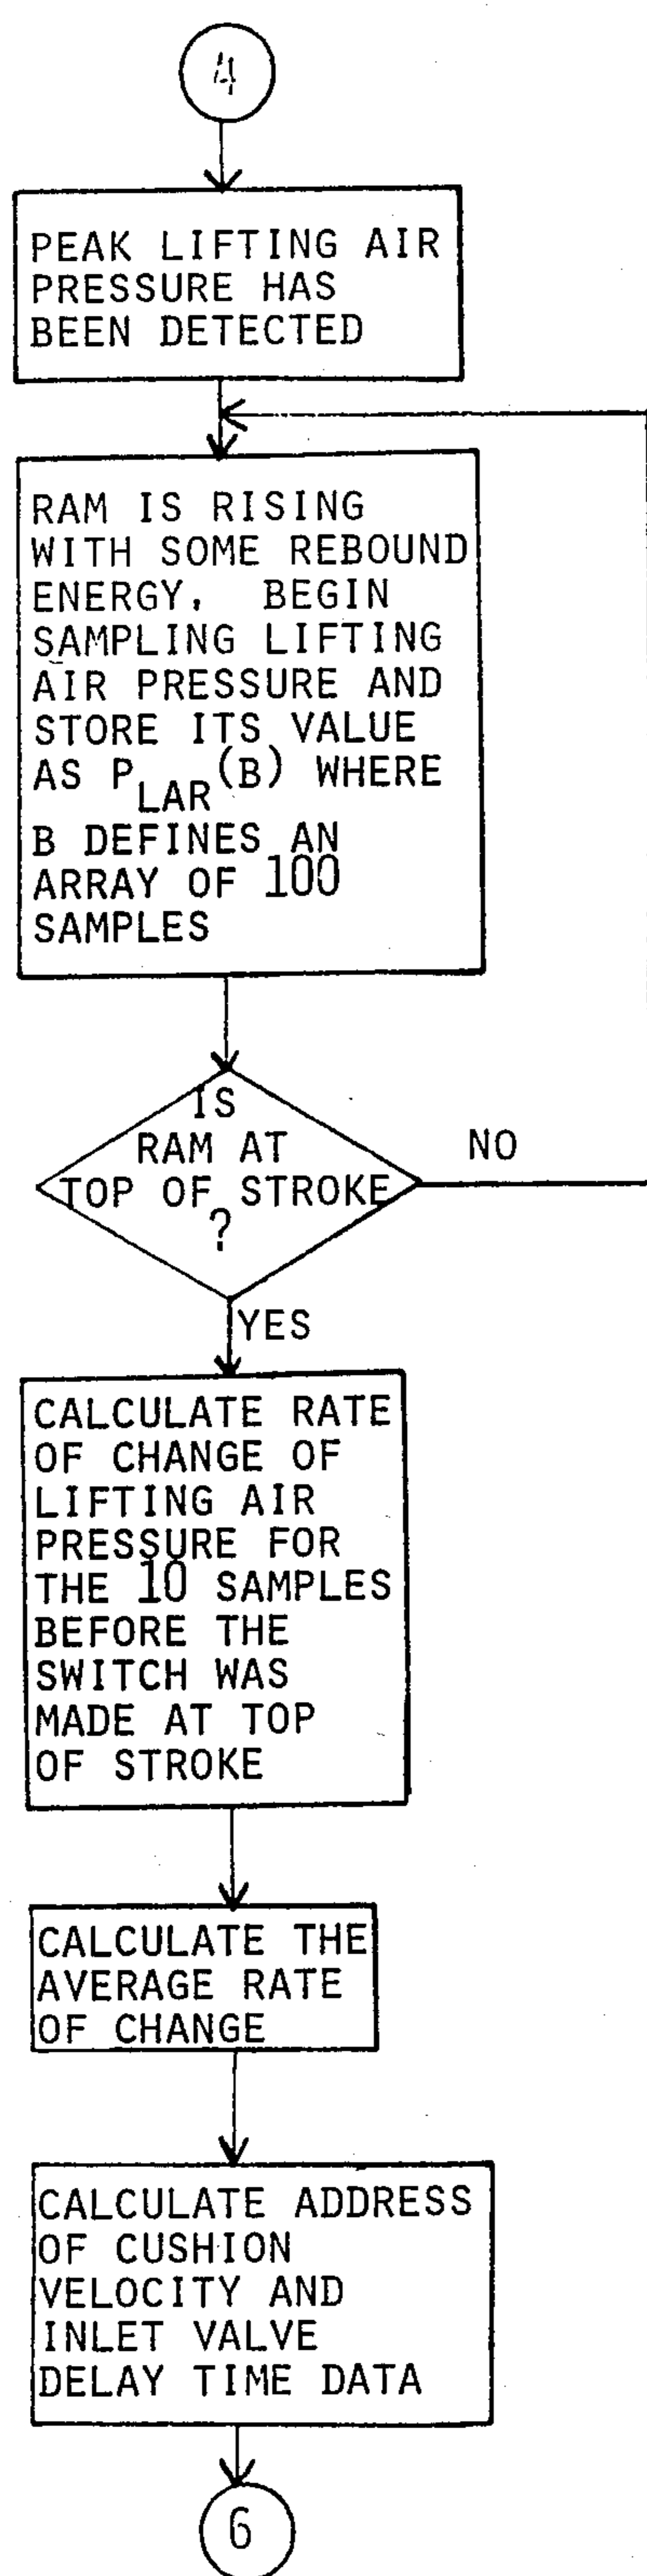 4
PEAK LIFTING AIR
PRESSURE HAS
BEEN DETECTED
RAM IS RISING
WITH SOME REBOUND
ENERGY. BEGIN
SAMPLING LIFTING
AIR PRESSURE AND
STORE ITS VALUE
AS P LAR (B) WHERE
B DEFINES AN
ARRAY OF 100
SAMPLES
IS
RAM AT
TOP OF STROKE
?
NO
YES
CALCULATE RATE
OF CHANGE OF
LIFTING AIR
PRESSURE FOR
THE 10 SAMPLES
BEFORE THE
SWITCH WAS
MADE AT TOP
OF STROKE
CALCULATE THE
AVERAGE RATE
OF CHANGE
CALCULATE ADDRESS
OF CUSHION
VELOCITY AND
INLET VALVE
DELAY TIME DATA
6